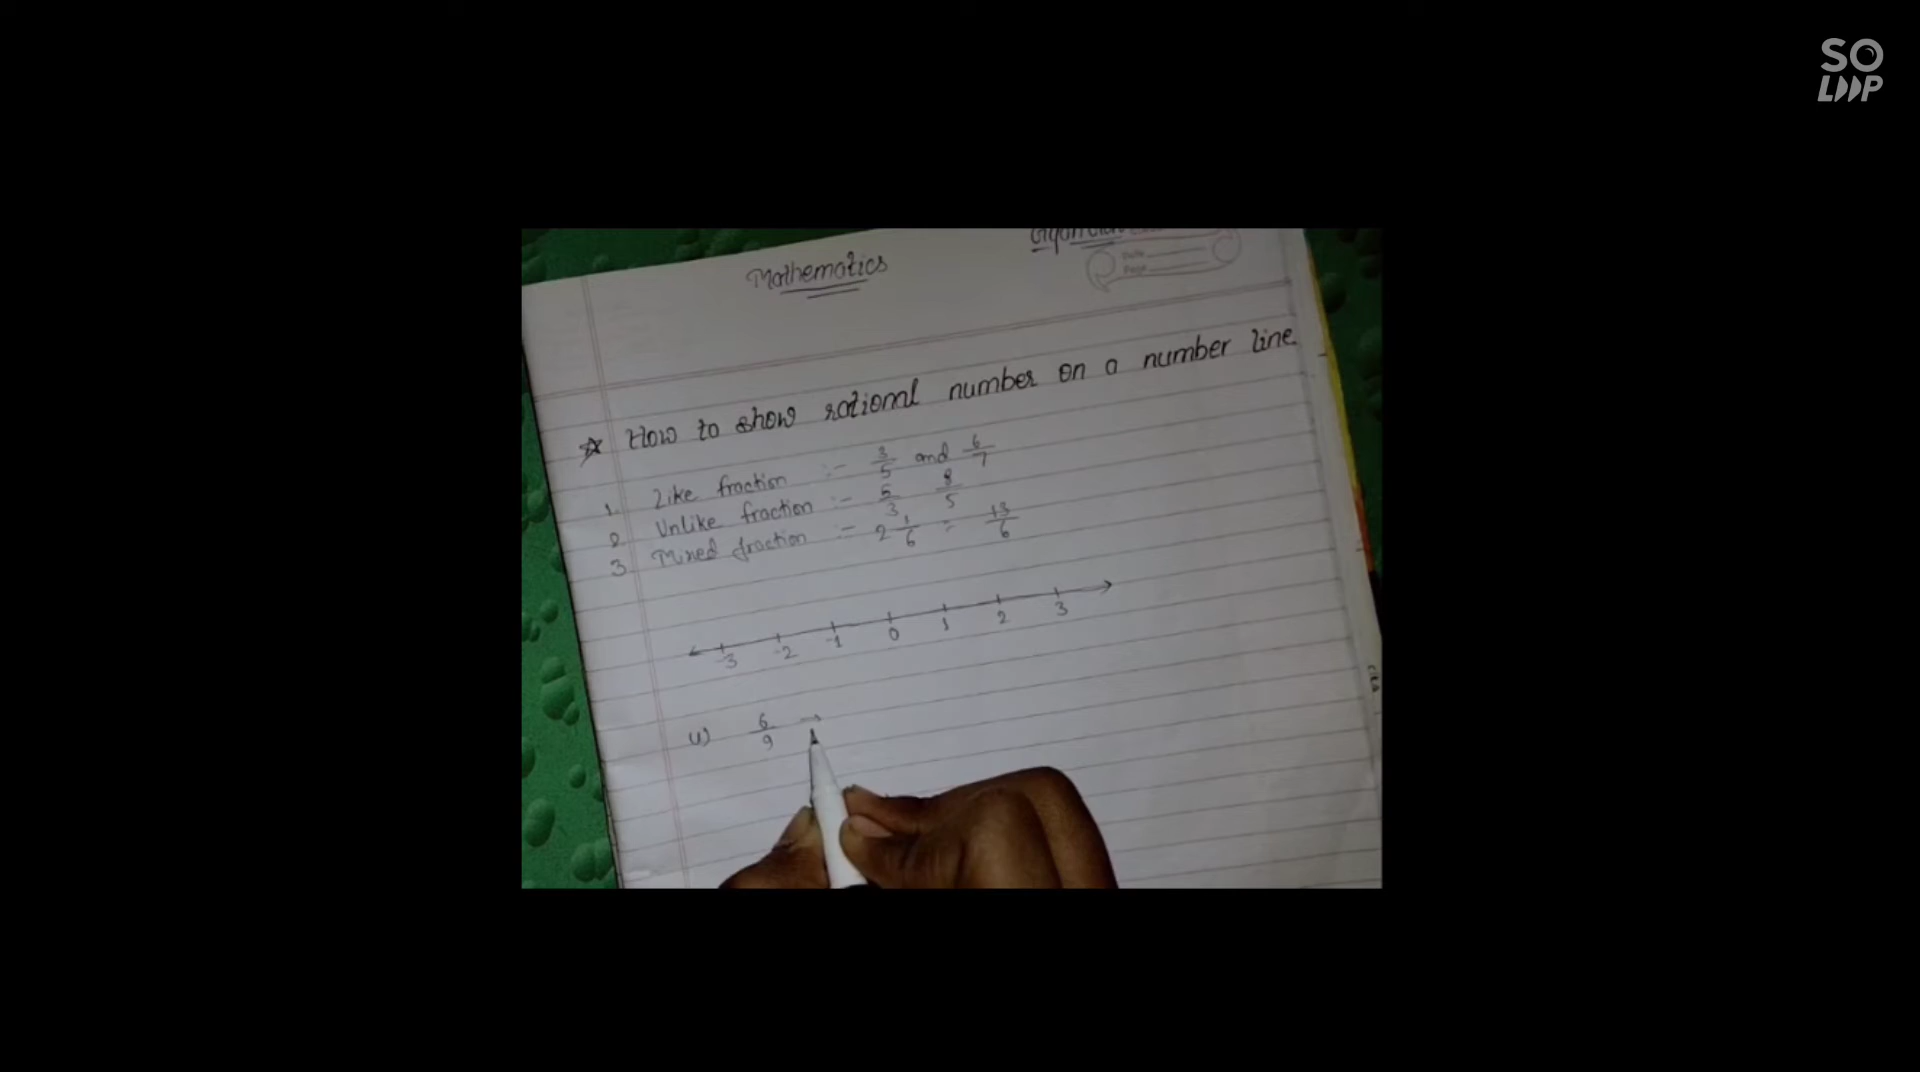 SO
LOOP
Mathematics
Date
Page
☆ How to show rational number on a number line
1. Like fraction :- 3/5 and 6/7
2. Unlike fraction :- 5/3 8/5
3. Mixed fraction :- 2 1/6 = 13/6
-3 -2 -1 0 1 2 3
6/9 →